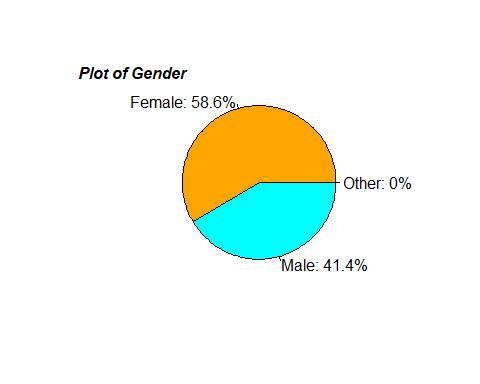 Plot of Gender
Female: 58.6%
Other: 0%
Male: 41.4%